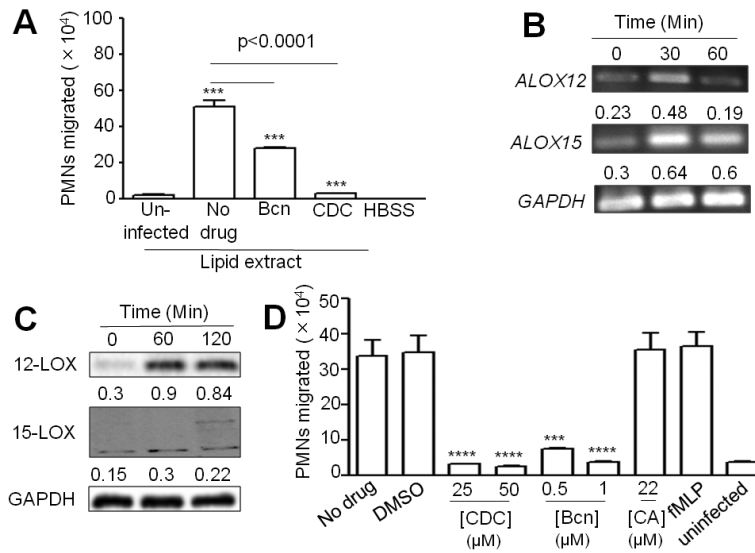 A
PMNs migrated (×10⁴)
100
80
60
40
20
0
p<0.0001
***
***
***
Un-
infected
No
drug
Bcn
CDC
HBSS
Lipid extract
B
Time (Min)
0 30 60
ALOX12
0.23 0.48 0.19
ALOX15
0.3 0.64 0.6
GAPDH
C
Time (Min)
0 60 120
12-LOX
0.3 0.9 0.84
15-LOX
0.15 0.3 0.22
GAPDH
D
PMNs migrated (×10⁴)
50
40
30
20
10
0
**** **** *** ****
No drug
DMSO
25 50
[CDC]
(µM)
0.5 1
[Bcn]
(µM)
22
[CA]
(µM)
fMLP
uninfected